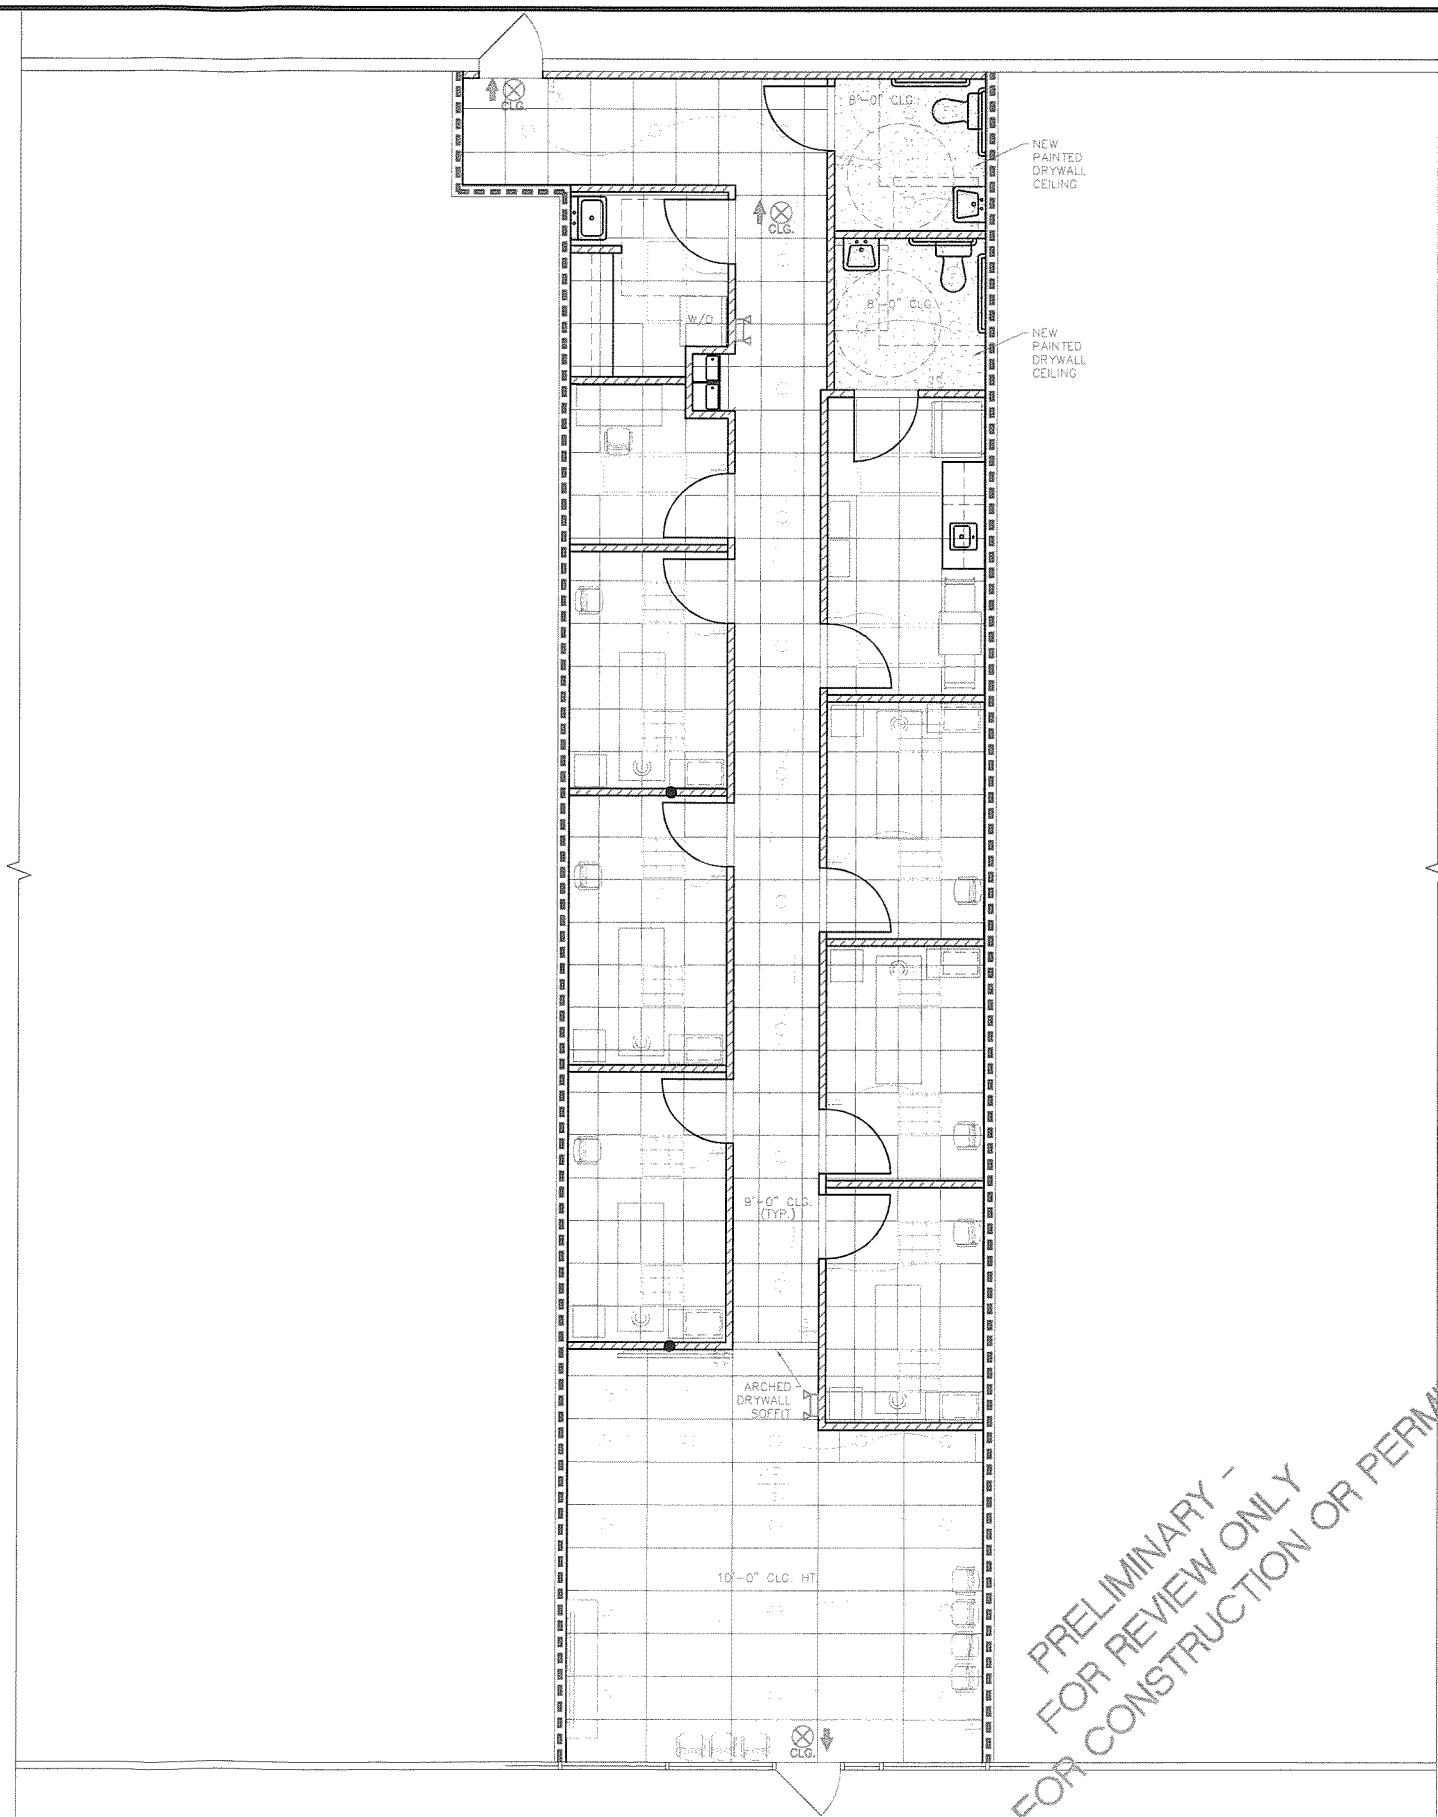 CLG.
8'-0" CLG.
NEW
PAINTED
DRYWALL
CEILING
CLG.
8'-0" CLG.
W/D
NEW
PAINTED
DRYWALL
CEILING
9'-0" CLG.
(TYP.)
ARCHED
DRYWALL
SOFFIT
10'-0" CLG. HT.
CLG.
PRELIMINARY -
FOR REVIEW ONLY
FOR CONSTRUCTION OR PERM